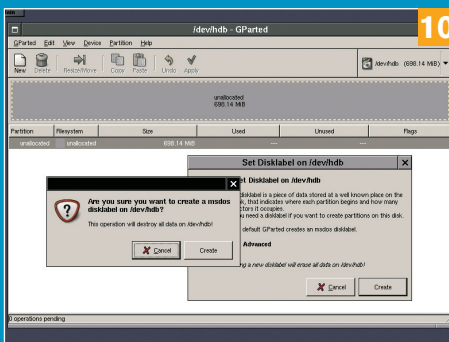 10
/dev/hdb - GParted
GParted Edit View Device Partition Help
New Delete Resize/Move Copy Paste Undo Apply
/dev/hdb (698.14 MiB)
unallocated
698.14 MiB
Partition Filesystem Size Used Unused Flags
unallocated unallocated 698.14 MiB --- ---
Set Disklabel on /dev/hdb
Set Disklabel on /dev/hdb
disklabel is a piece of data stored at a well known place on the
that indicates where each partition begins and how many
it occupies.
need a disklabel if you want to create partitions on this disk.
default GParted creates an msdos disklabel.
Advanced
a new disklabel will erase all data on /dev/hdb!
Cancel Create
Are you sure you want to create a msdos
disklabel on /dev/hdb?
This operation will destroy all data on /dev/hdb!
Cancel Create
0 operations pending